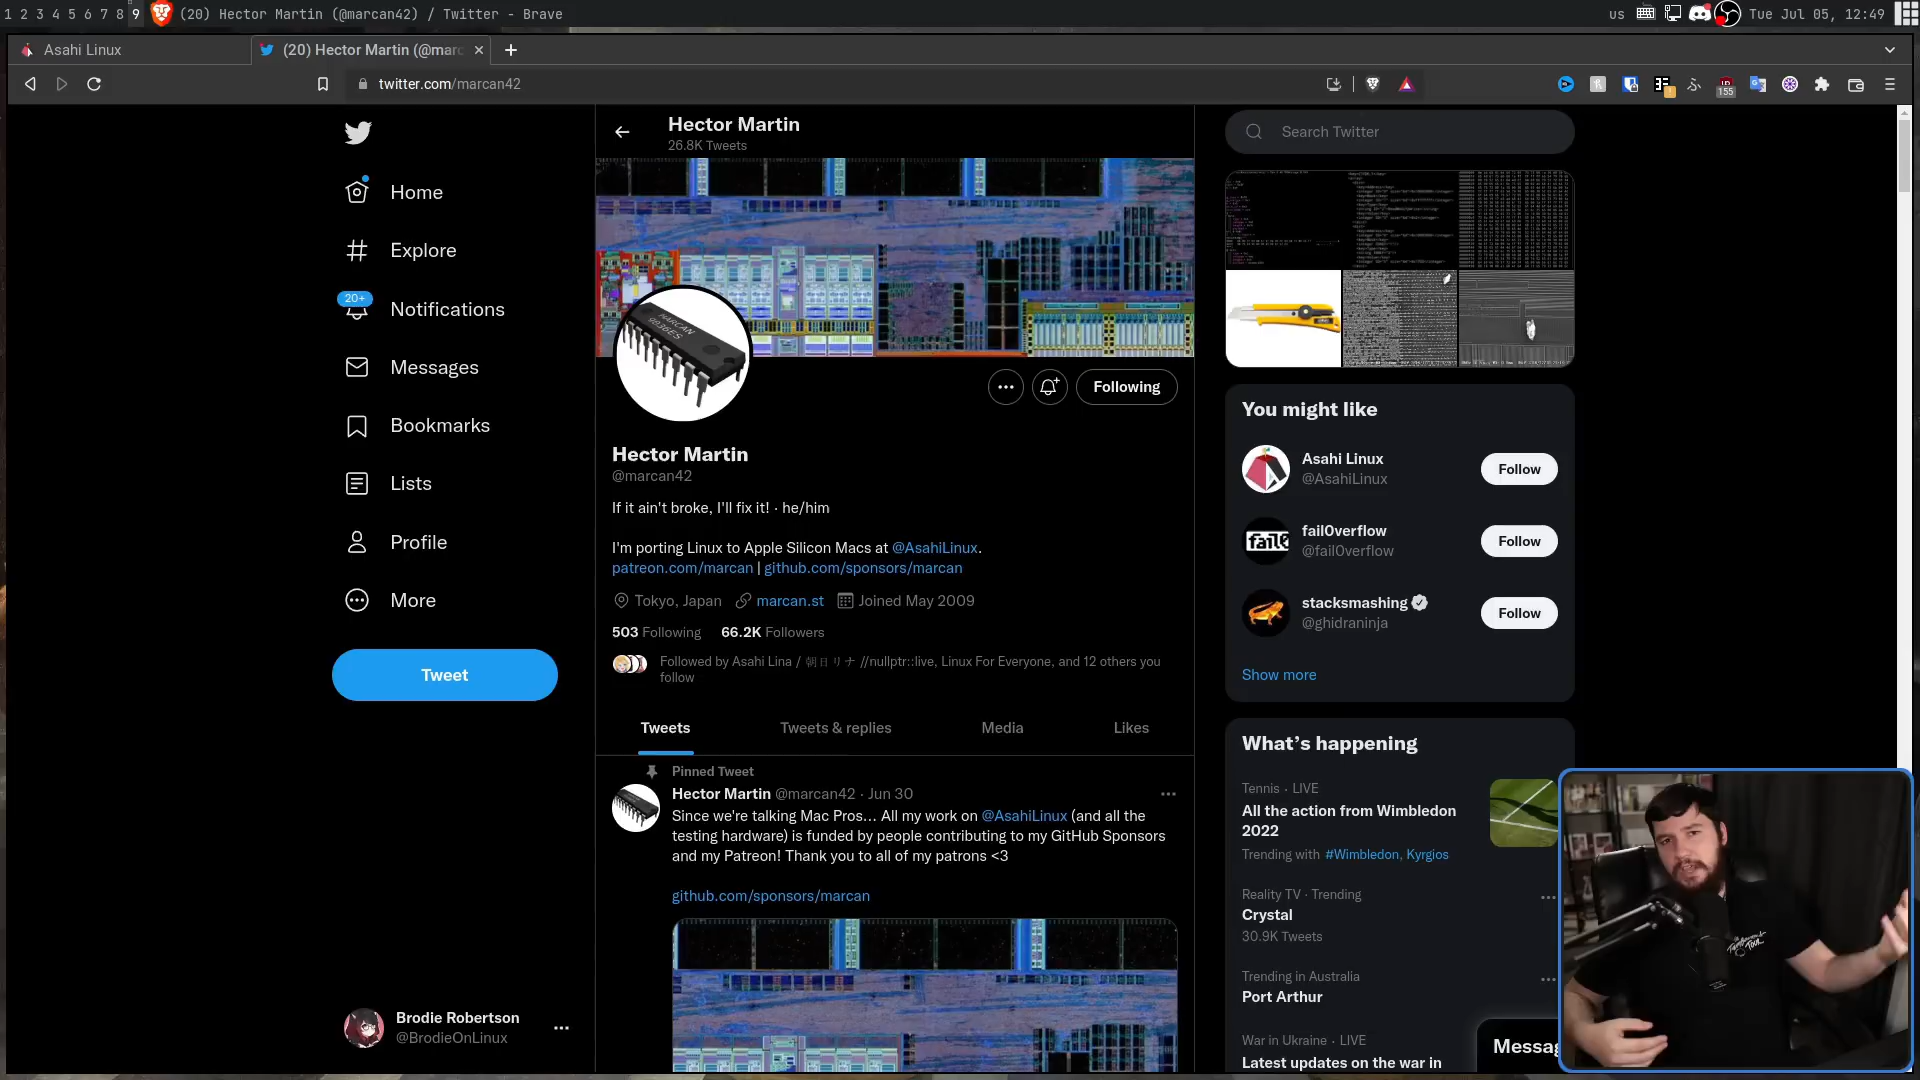 1 2 3 4 5 6 7 8 9 (20) Hector Martin (@marcan42) / Twitter - Brave
us Tue Jul 05, 12:49
Asahi Linux
(20) Hector Martin (@marc
twitter.com/marcan42
155
Home
Explore
20+
Notifications
Messages
Bookmarks
Lists
Profile
More
Tweet
Brodie Robertson
@BrodieOnLinux
Hector Martin
26.8K Tweets
MARCAN
Following
Hector Martin
@marcan42
If it ain't broke, I'll fix it! · he/him
I'm porting Linux to Apple Silicon Macs at @AsahiLinux.
patreon.com/marcan | github.com/sponsors/marcan
Tokyo, Japan marcan.st Joined May 2009
503 Following 66.2K Followers
Followed by Asahi Lina / 朝日リナ //nullptr::live, Linux For Everyone, and 12 others you
follow
Tweets Tweets & replies Media Likes
Pinned Tweet
Hector Martin @marcan42 · Jun 30
Since we're talking Mac Pros... All my work on @AsahiLinux (and all the
testing hardware) is funded by people contributing to my GitHub Sponsors
and my Patreon! Thank you to all of my patrons <3
github.com/sponsors/marcan
Search Twitter
You might like
Asahi Linux
@AsahiLinux
Follow
fail0verflow
@fail0verflow
Follow
stacksmashing
@ghidraninja
Follow
Show more
What's happening
Tennis · LIVE
All the action from Wimbledon
2022
Trending with #Wimbledon, Kyrgios
Reality TV · Trending
Crystal
30.9K Tweets
Trending in Australia
Port Arthur
War in Ukraine · LIVE
Latest updates on the war in
Messag